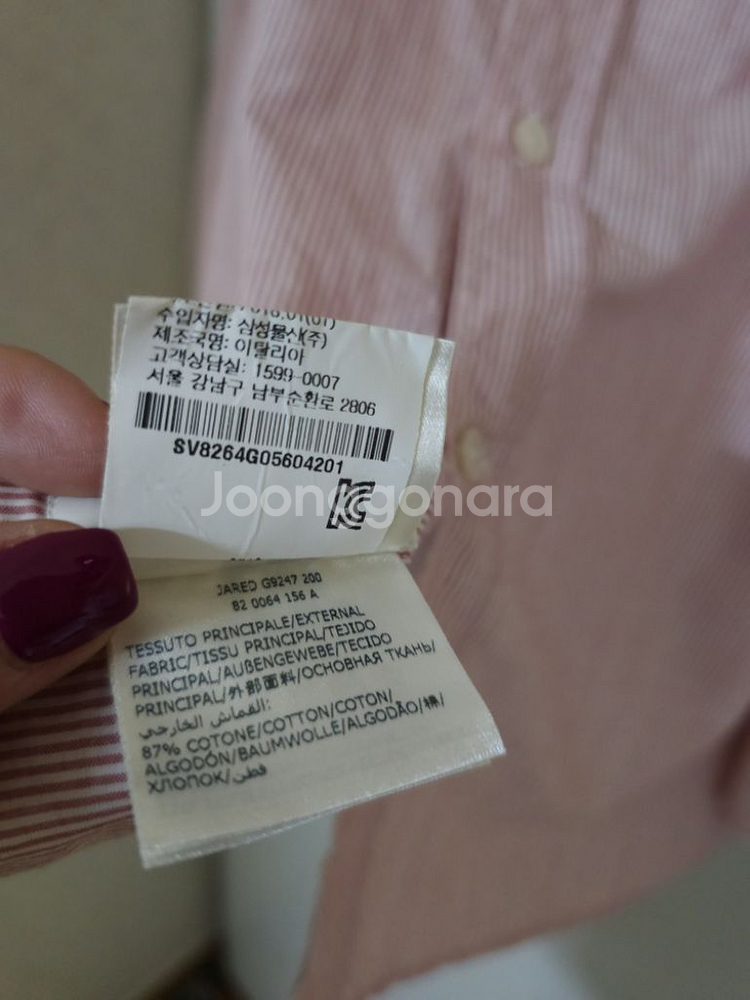 수입자명: 삼성물산(주)
제조국명: 이탈리아
고객상담실: 1599-0007
서울 강남구 남부순환로 2806
SV8264G05604201
Joongonara
JARED G9247 200
82 0064 156 A
TESSUTO PRINCIPALE/EXTERNAL
FABRIC/TISSU PRINCIPAL/TEJIDO
PRINCIPAL/AUßENGEWEBE/TECIDO
PRINCIPAL/外部面料/ОСНОВНАЯ ТКАНЬ/
القماش الخارجي:
87% COTONE/COTTON/COTON/
ALGODÓN/BAUMWOLLE/ALGODÃO/棉/
ХЛОПОК/قطن